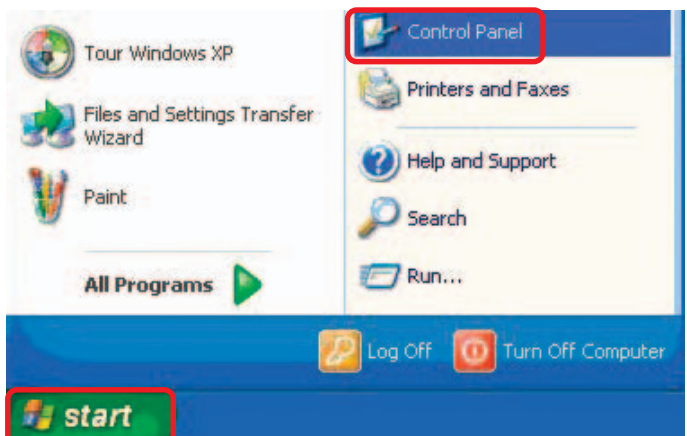 Tour Windows XP
Files and Settings Transfer
Wizard
Paint
All Programs
Control Panel
Printers and Faxes
Help and Support
Search
Run...
Log Off
Turn Off Computer
start